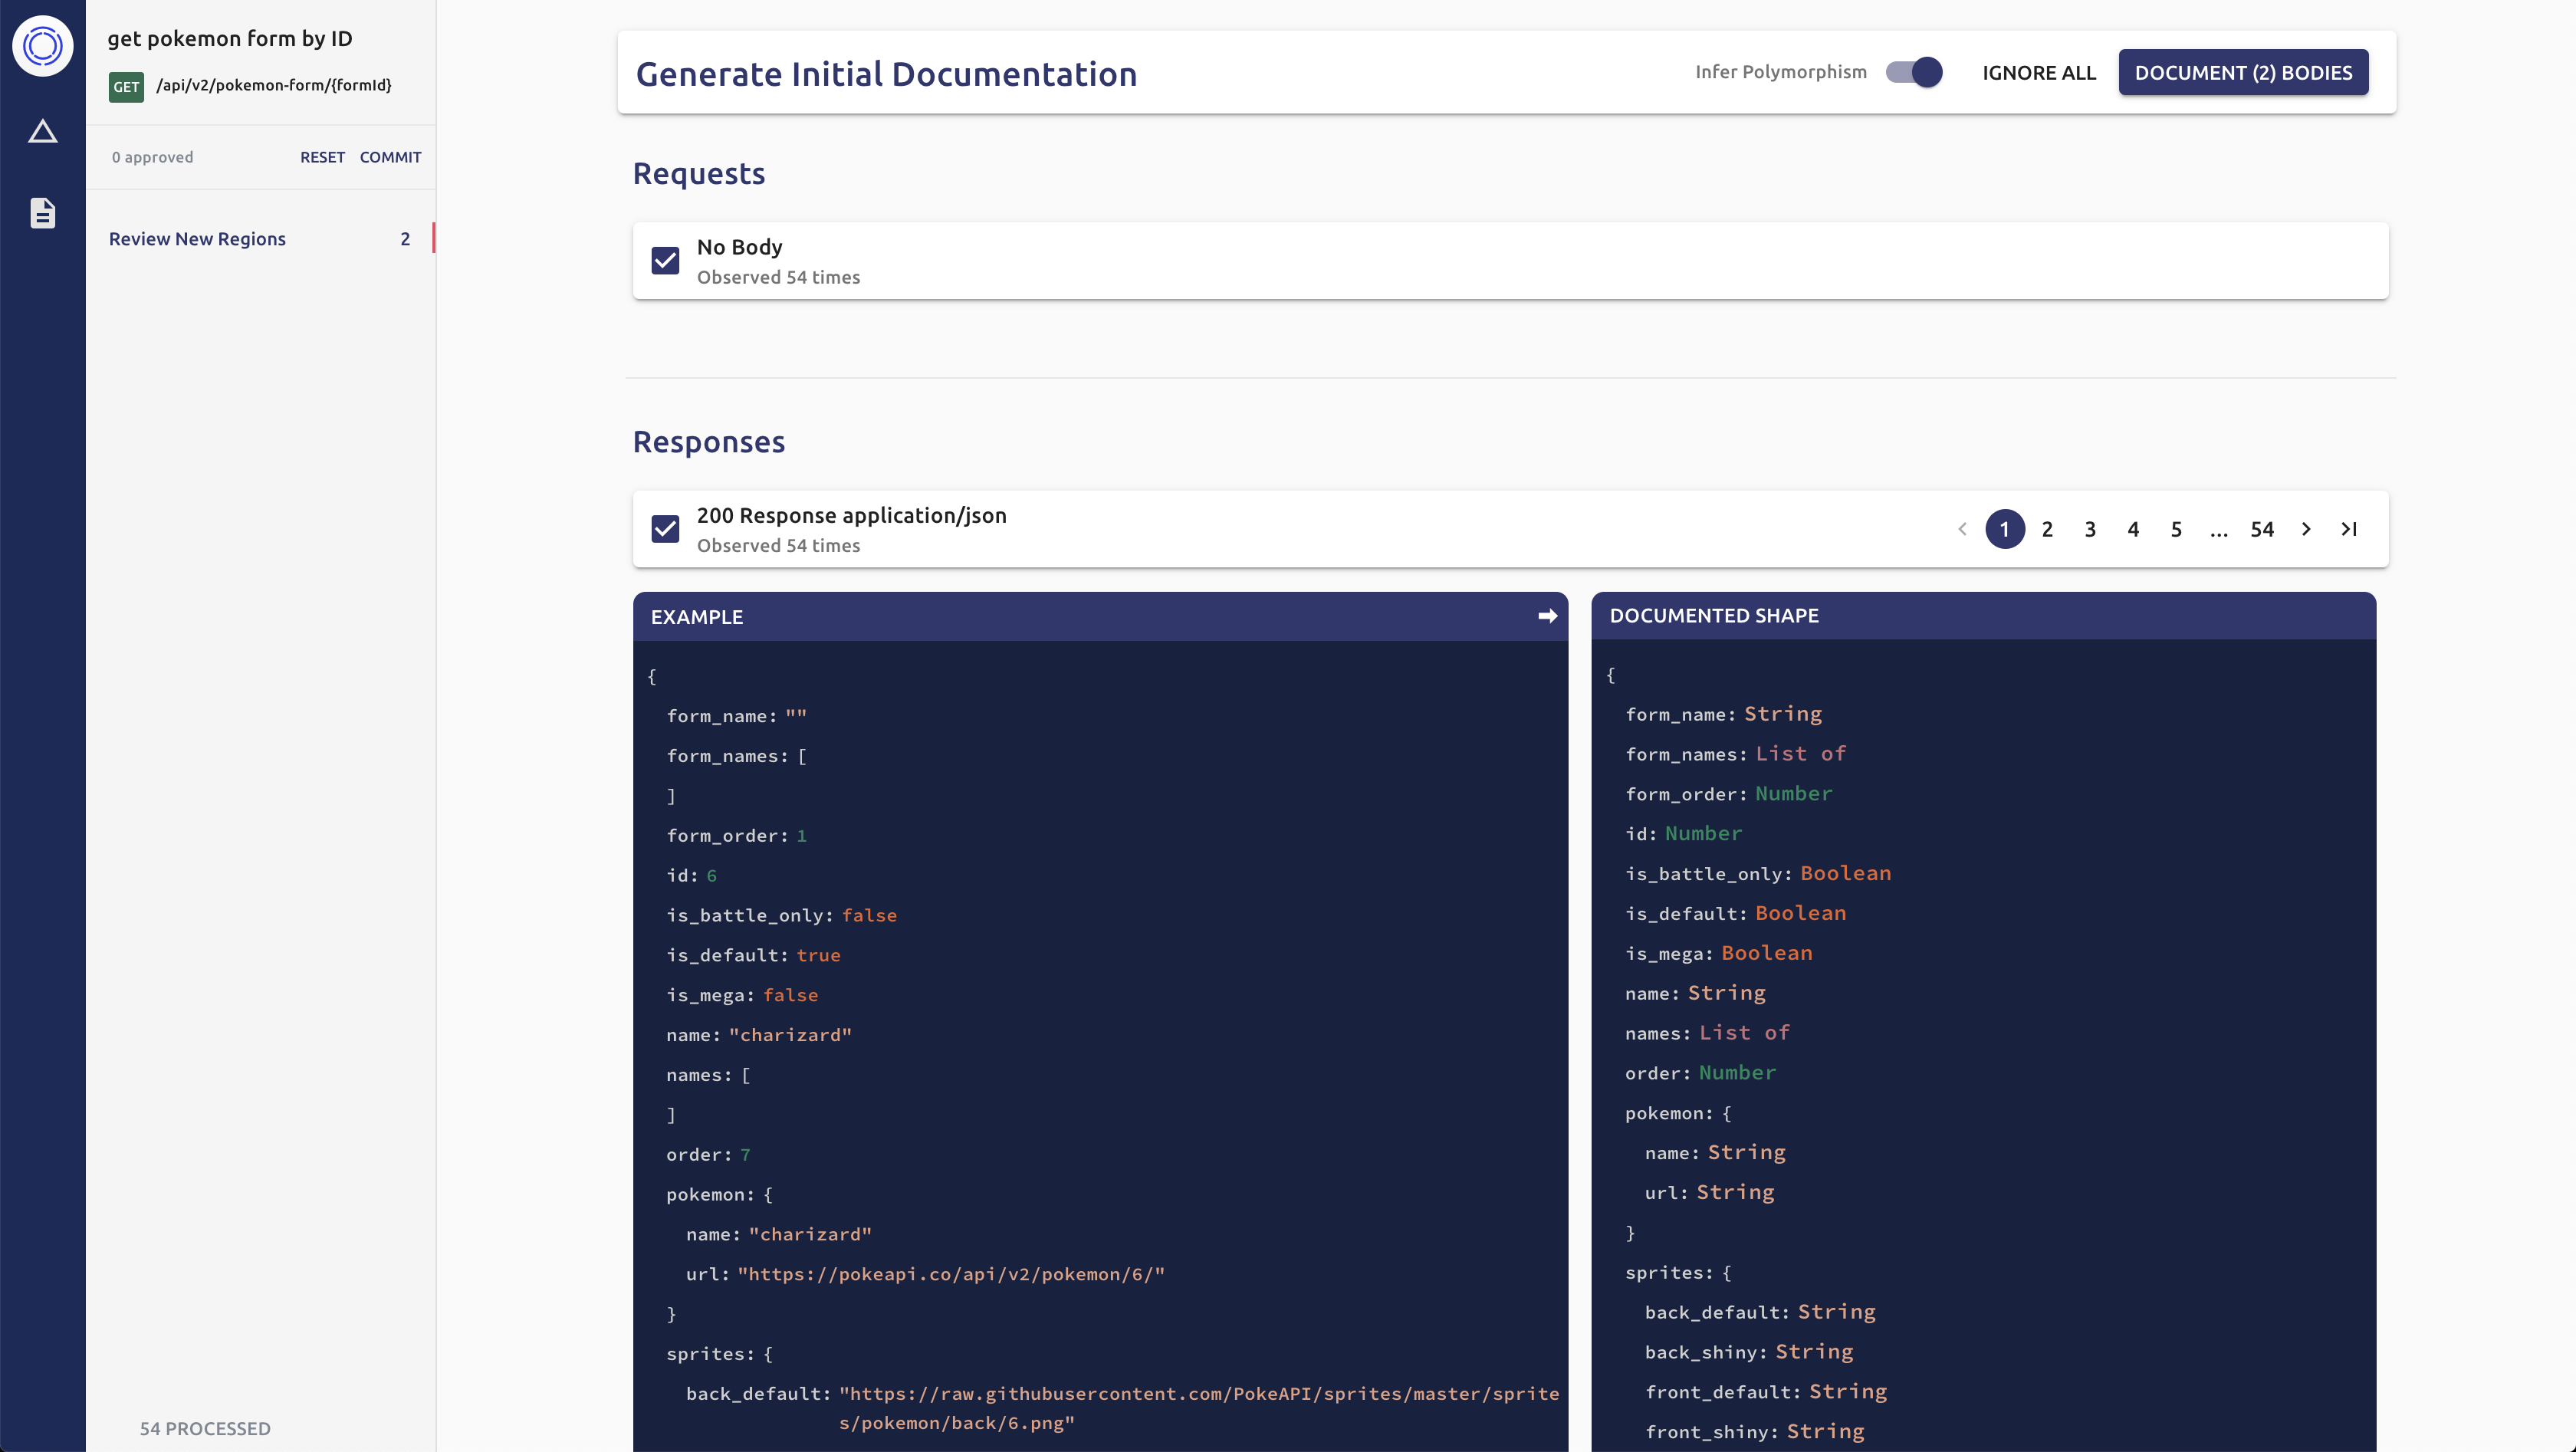 get pokemon form by ID
GET /api/v2/pokemon-form/{formId}
0 approved RESET COMMIT
Review New Regions 2
54 PROCESSED
Generate Initial Documentation
Infer Polymorphism IGNORE ALL DOCUMENT (2) BODIES
Requests
No Body
Observed 54 times
Responses
200 Response application/json
Observed 54 times
1 2 3 4 5 ... 54
EXAMPLE
{
form_name: ""
form_names: [
]
form_order: 1
id: 6
is_battle_only: false
is_default: true
is_mega: false
name: "charizard"
names: [
]
order: 7
pokemon: {
name: "charizard"
url: "https://pokeapi.co/api/v2/pokemon/6/"
}
sprites: {
back_default: "https://raw.githubusercontent.com/PokeAPI/sprites/master/sprite
s/pokemon/back/6.png"
DOCUMENTED SHAPE
{
form_name: String
form_names: List of
form_order: Number
id: Number
is_battle_only: Boolean
is_default: Boolean
is_mega: Boolean
name: String
names: List of
order: Number
pokemon: {
name: String
url: String
}
sprites: {
back_default: String
back_shiny: String
front_default: String
front_shiny: String